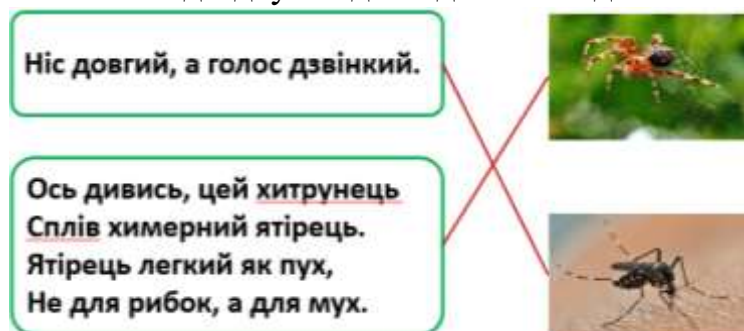 Ніс довгий, а голос дзвінкий.
Ось дивись, цей хитрунець
Сплів химерний ятірець.
Ятірець легкий як пух,
Не для рибок, а для мух.